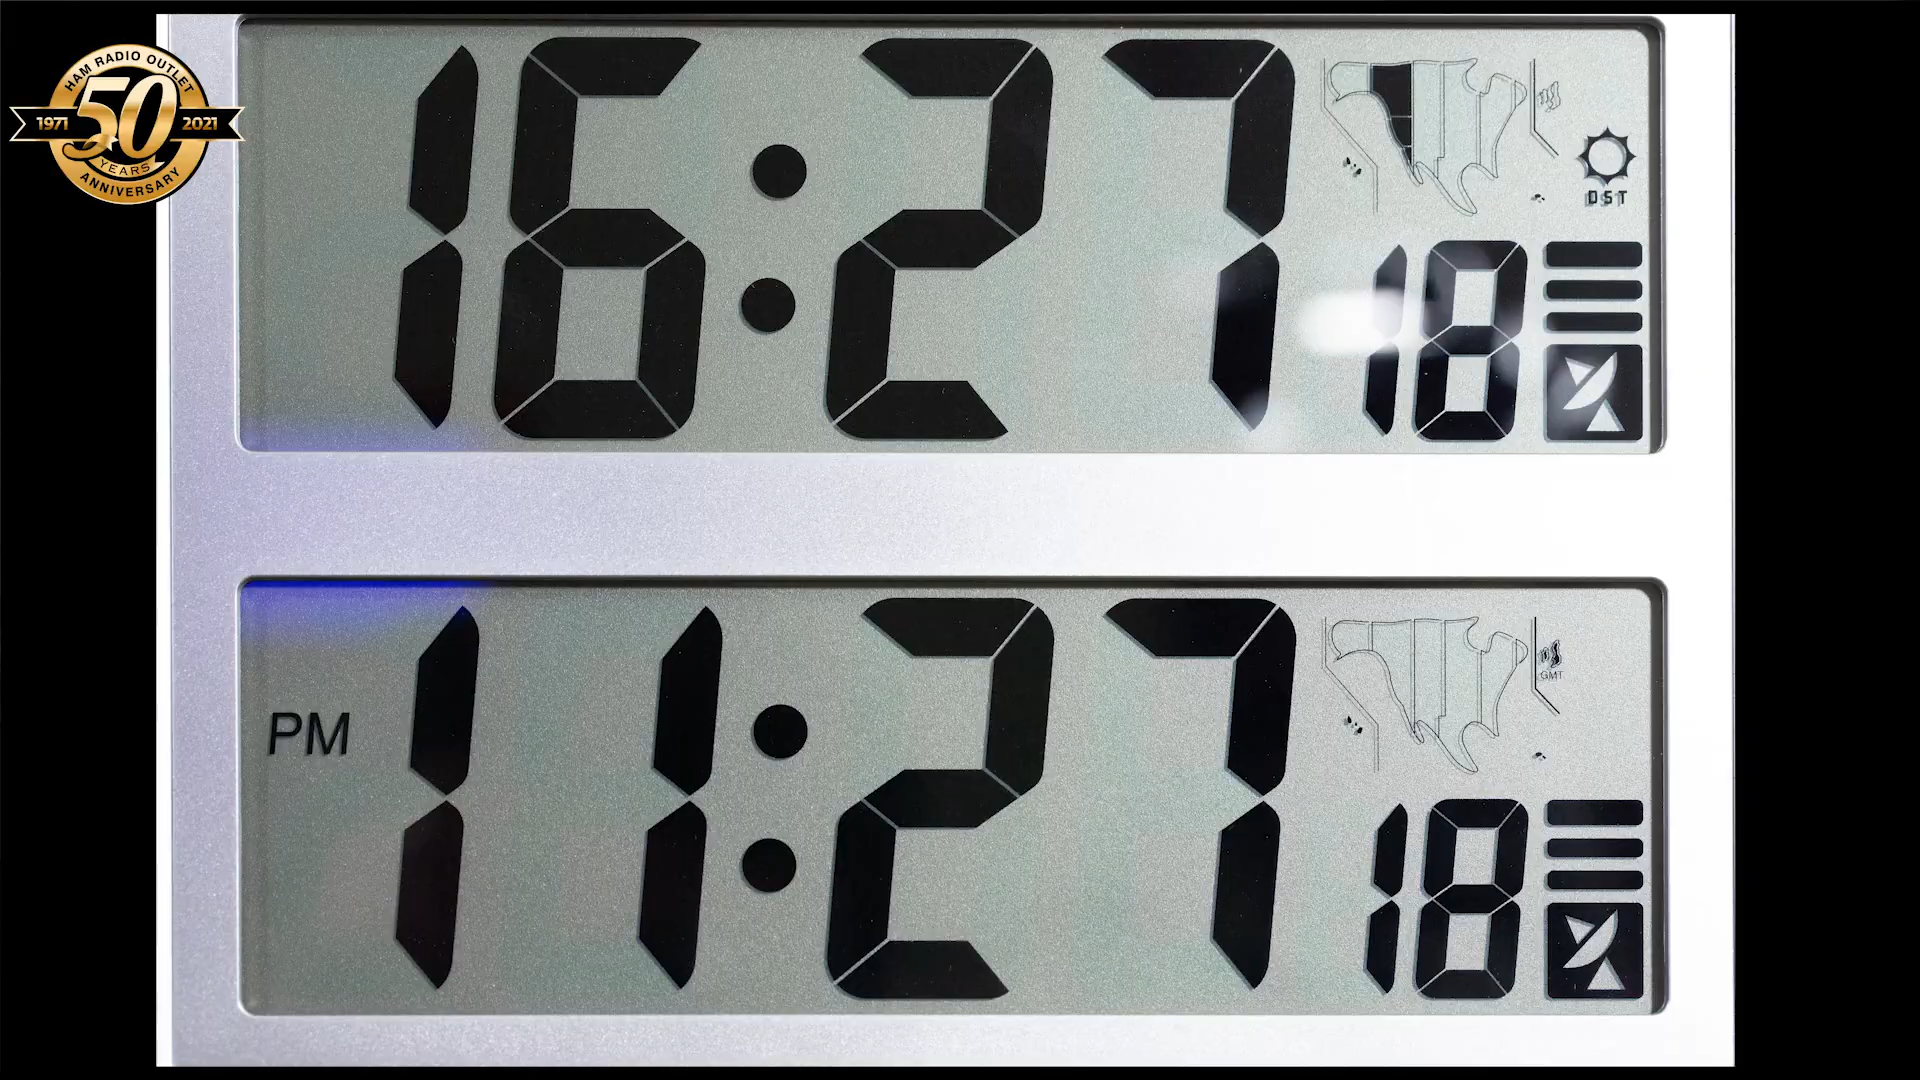 HAM RADIO OUTLET
1971 50 2021
YEARS
ANNIVERSARY
16:27
DST
18
PM 11:27
GMT
18